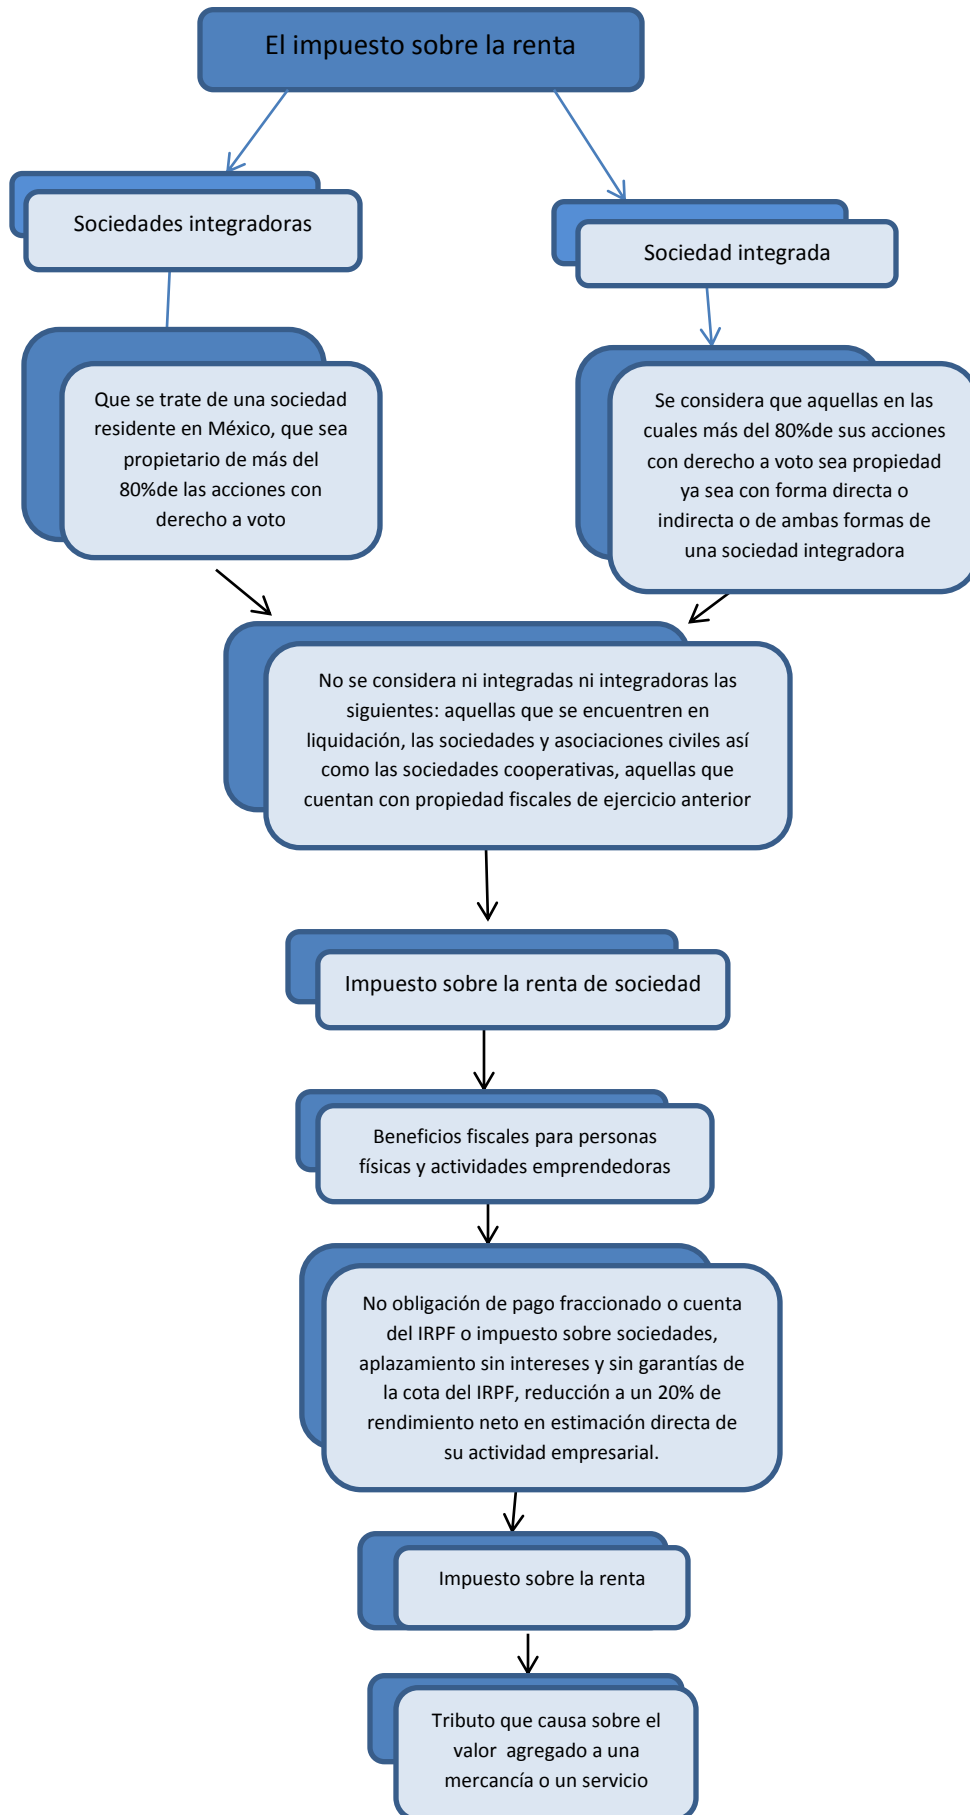 El impuesto sobre la renta
Sociedades integradoras
Sociedad integrada
Que se trate de una sociedad
residente en México, que sea
propietario de más del
80%de las acciones con
derecho a voto
Se considera que aquellas en las
cuales más del 80%de sus acciones
con derecho a voto sea propiedad
ya sea con forma directa o
indirecta o de ambas formas de
una sociedad integradora
No se considera ni integradas ni integradoras las
siguientes: aquellas que se encuentren en
liquidación, las sociedades y asociaciones civiles así
como las sociedades cooperativas, aquellas que
cuentan con propiedad fiscales de ejercicio anterior
Impuesto sobre la renta de sociedad
Beneficios fiscales para personas
físicas y actividades emprendedoras
No obligación de pago fraccionado o cuenta
del IRPF o impuesto sobre sociedades,
aplazamiento sin intereses y sin garantías de
la cota del IRPF, reducción a un 20% de
rendimiento neto en estimación directa de
su actividad empresarial.
Impuesto sobre la renta
Tributo que causa sobre el
valor agregado a una
mercancía o un servicio